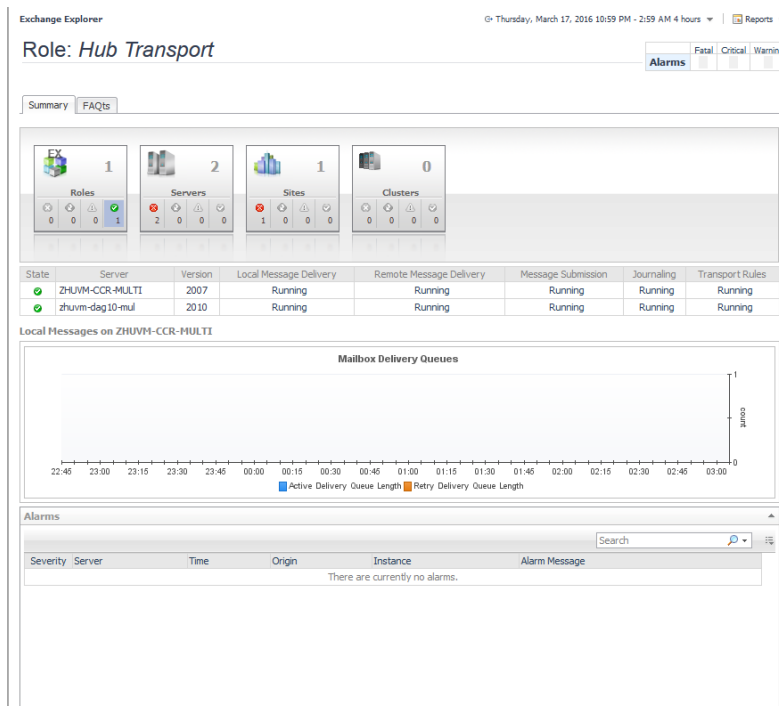 Exchange Explorer
Thursday, March 17, 2016 10:59 PM - 2:59 AM 4 hours
Reports
Role: Hub Transport
Fatal Critical Warnin
Alarms
Summary FAQts
EX 1 2 1 0
Roles Servers Sites Clusters
0 0 0 1 2 0 0 0 1 0 0 0 0 0 0 0
State Server Version Local Message Delivery Remote Message Delivery Message Submission Journaling Transport Rules
ZHUVM-CCR-MULTI 2007 Running Running Running Running Running
zhuvm-dag10-mul 2010 Running Running Running Running Running
Local Messages on ZHUVM-CCR-MULTI
Mailbox Delivery Queues
1
count
0
22:45 23:00 23:15 23:30 23:45 00:00 00:15 00:30 00:45 01:00 01:15 01:30 01:45 02:00 02:15 02:30 02:45 03:00
Active Delivery Queue Length Retry Delivery Queue Length
Alarms
Search
Severity Server Time Origin Instance Alarm Message
There are currently no alarms.